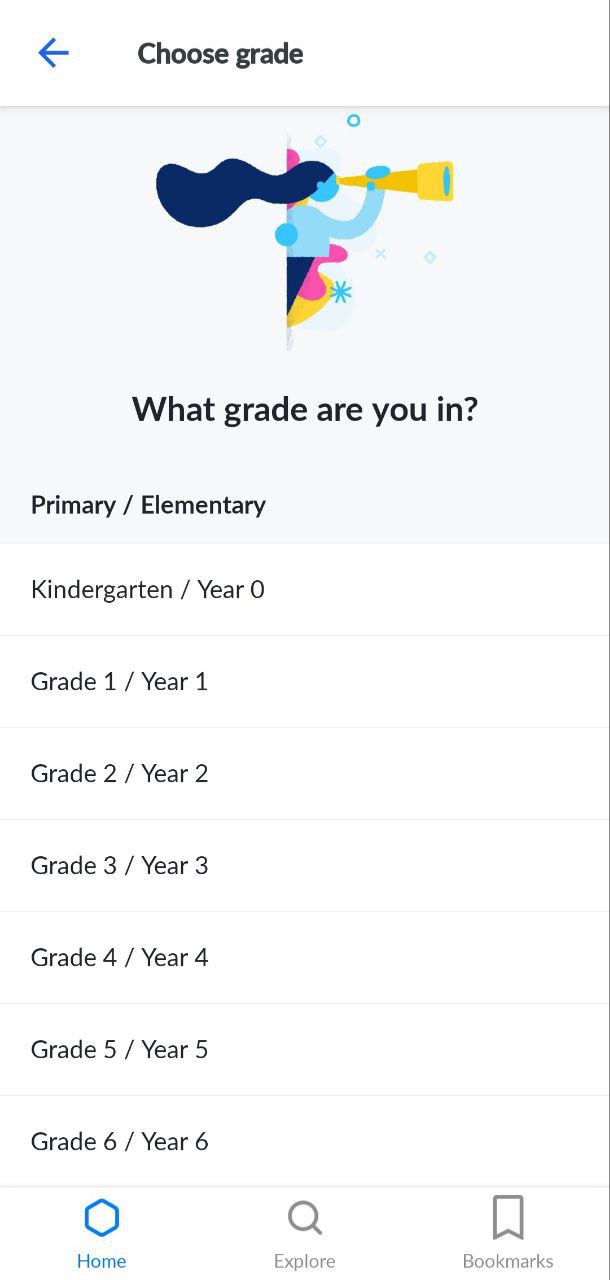 Choose grade
What grade are you in?
Primary / Elementary
Kindergarten / Year 0
Grade 1 / Year 1
Grade 2 / Year 2
Grade 3 / Year 3
Grade 4 / Year 4
Grade 5 / Year 5
Grade 6 / Year 6
Home
Explore
Bookmarks